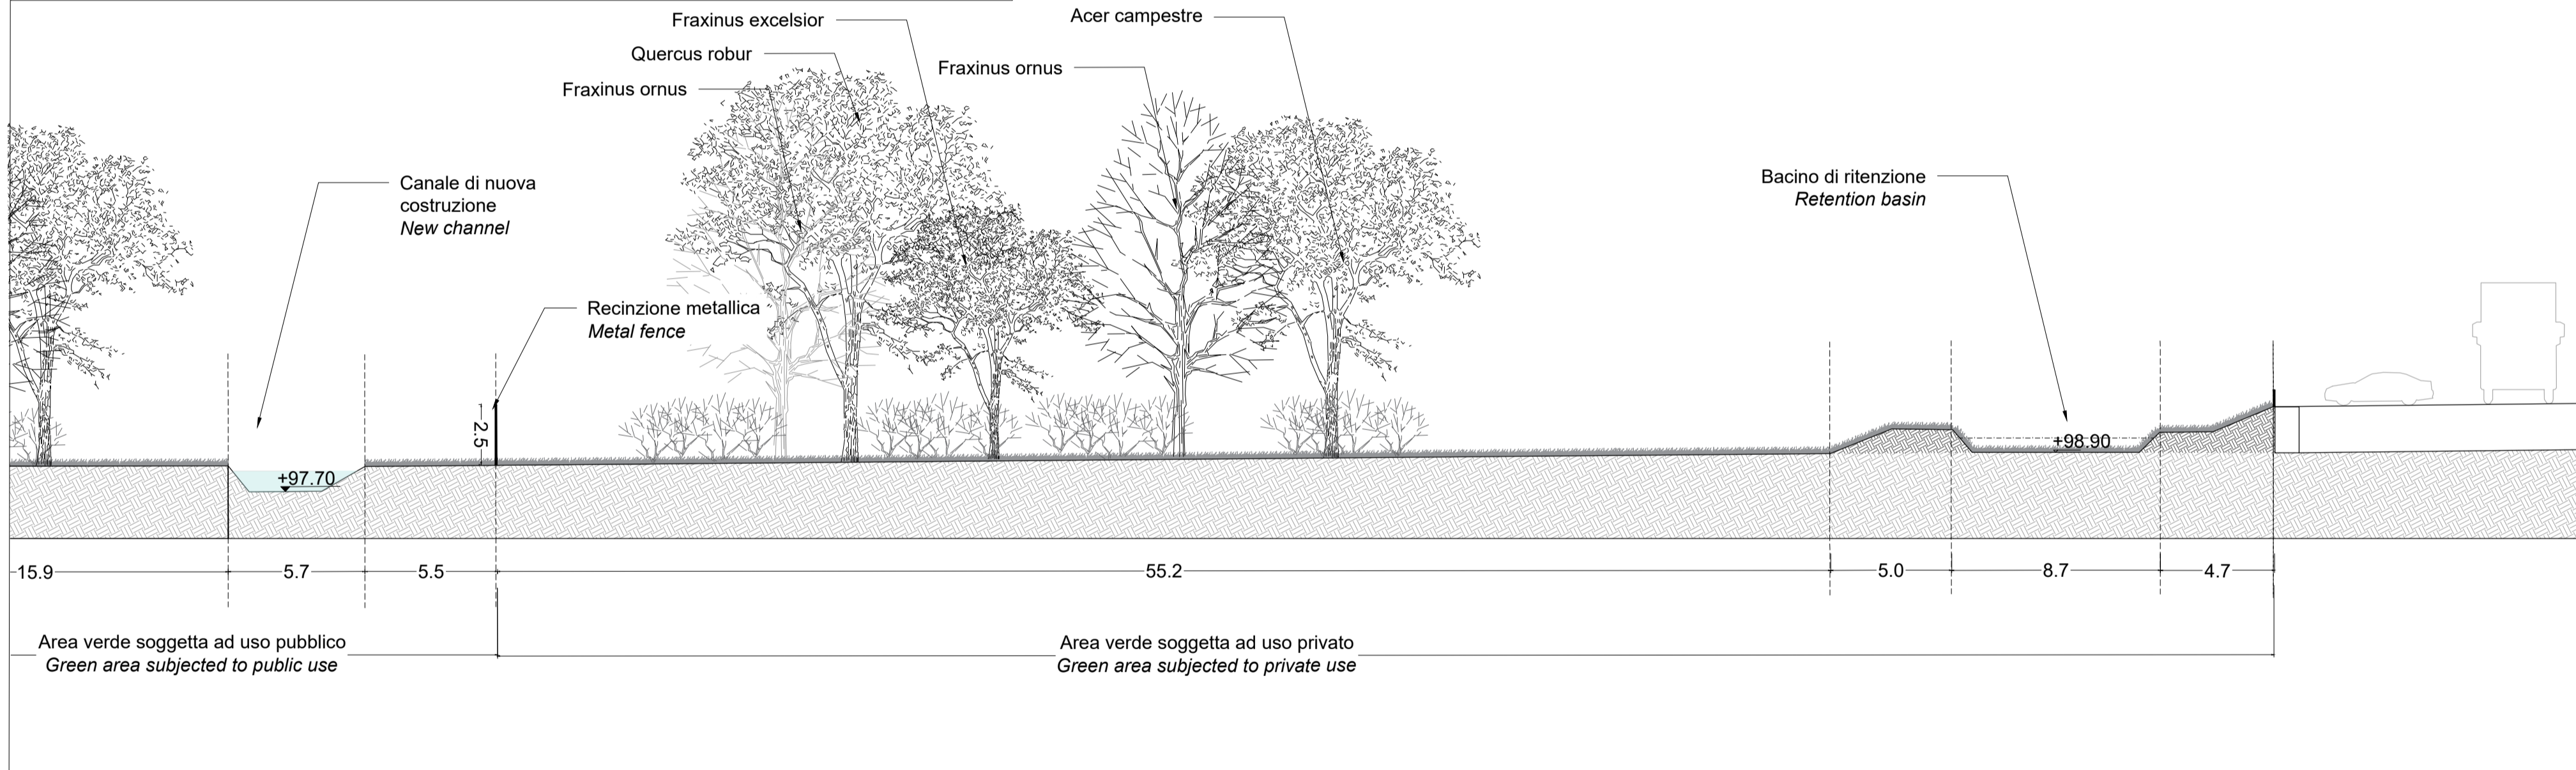 Fraxinus excelsior
Acer campestre
Quercus robur
Fraxinus ornus
Fraxinus ornus
Canale di nuova
costruzione
New channel
Bacino di ritenzione
Retention basin
Recinzione metallica
Metal fence
2.5
+98.90
+97.70
15.9
5.7
5.5
55.2
5.0
8.7
4.7
Area verde soggetta ad uso pubblico
Green area subjected to public use
Area verde soggetta ad uso privato
Green area subjected to private use